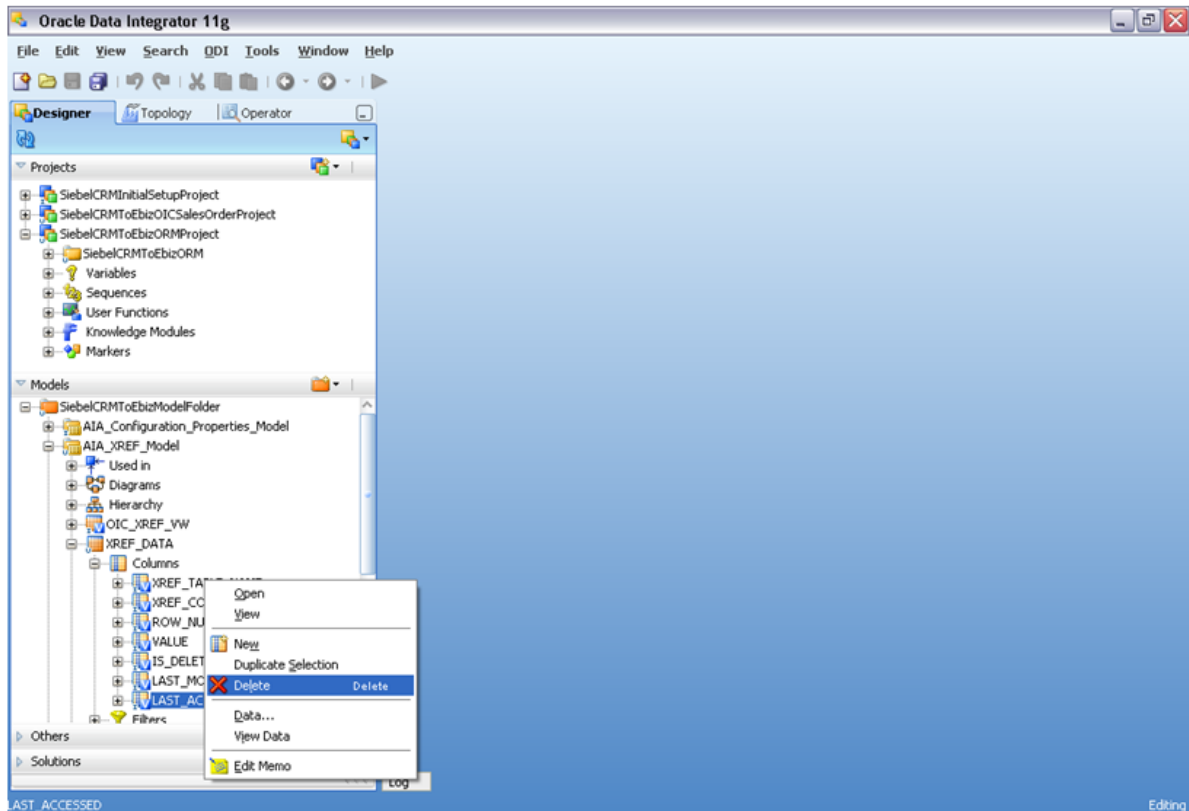 Oracle Data Integrator 11g
File Edit View Search ODI Tools Window Help
Designer Topology Operator
Projects
SiebelCRMInitialSetupProject
SiebelCRMToEbizOICSalesOrderProject
SiebelCRMToEbizORMProject
SiebelCRMToEbizORM
Variables
Sequences
User Functions
Knowledge Modules
Markers
Models
SiebelCRMToEbizModelFolder
AIA_Configuration_Properties_Model
AIA_XREF_Model
Used in
Diagrams
Hierarchy
OIC_XREF_VW
XREF_DATA
Columns
XREF_TABLE_NAME
XREF_CO
ROW_NU
VALUE
IS_DELET
LAST_MO
LAST_AC
Filters
Others
Solutions
Open
View
New
Duplicate Selection
Delete Delete
Data...
View Data
Edit Memo
Log
LAST_ACCESSED Editing